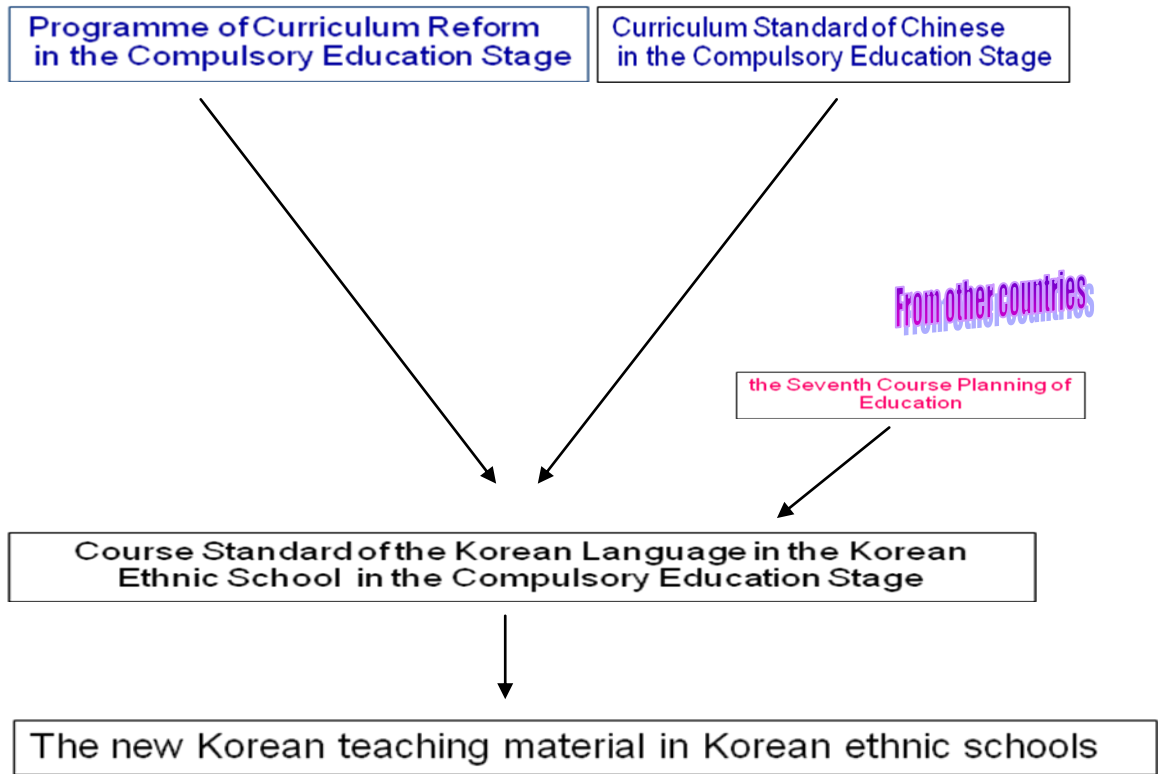 Programme of Curriculum Reform
in the Compulsory Education Stage
Curriculum Standard of Chinese
in the Compulsory Education Stage
From other countries
the Seventh Course Planning of
Education
Course Standard of the Korean Language in the Korean
Ethnic School in the Compulsory Education Stage
The new Korean teaching material in Korean ethnic schools